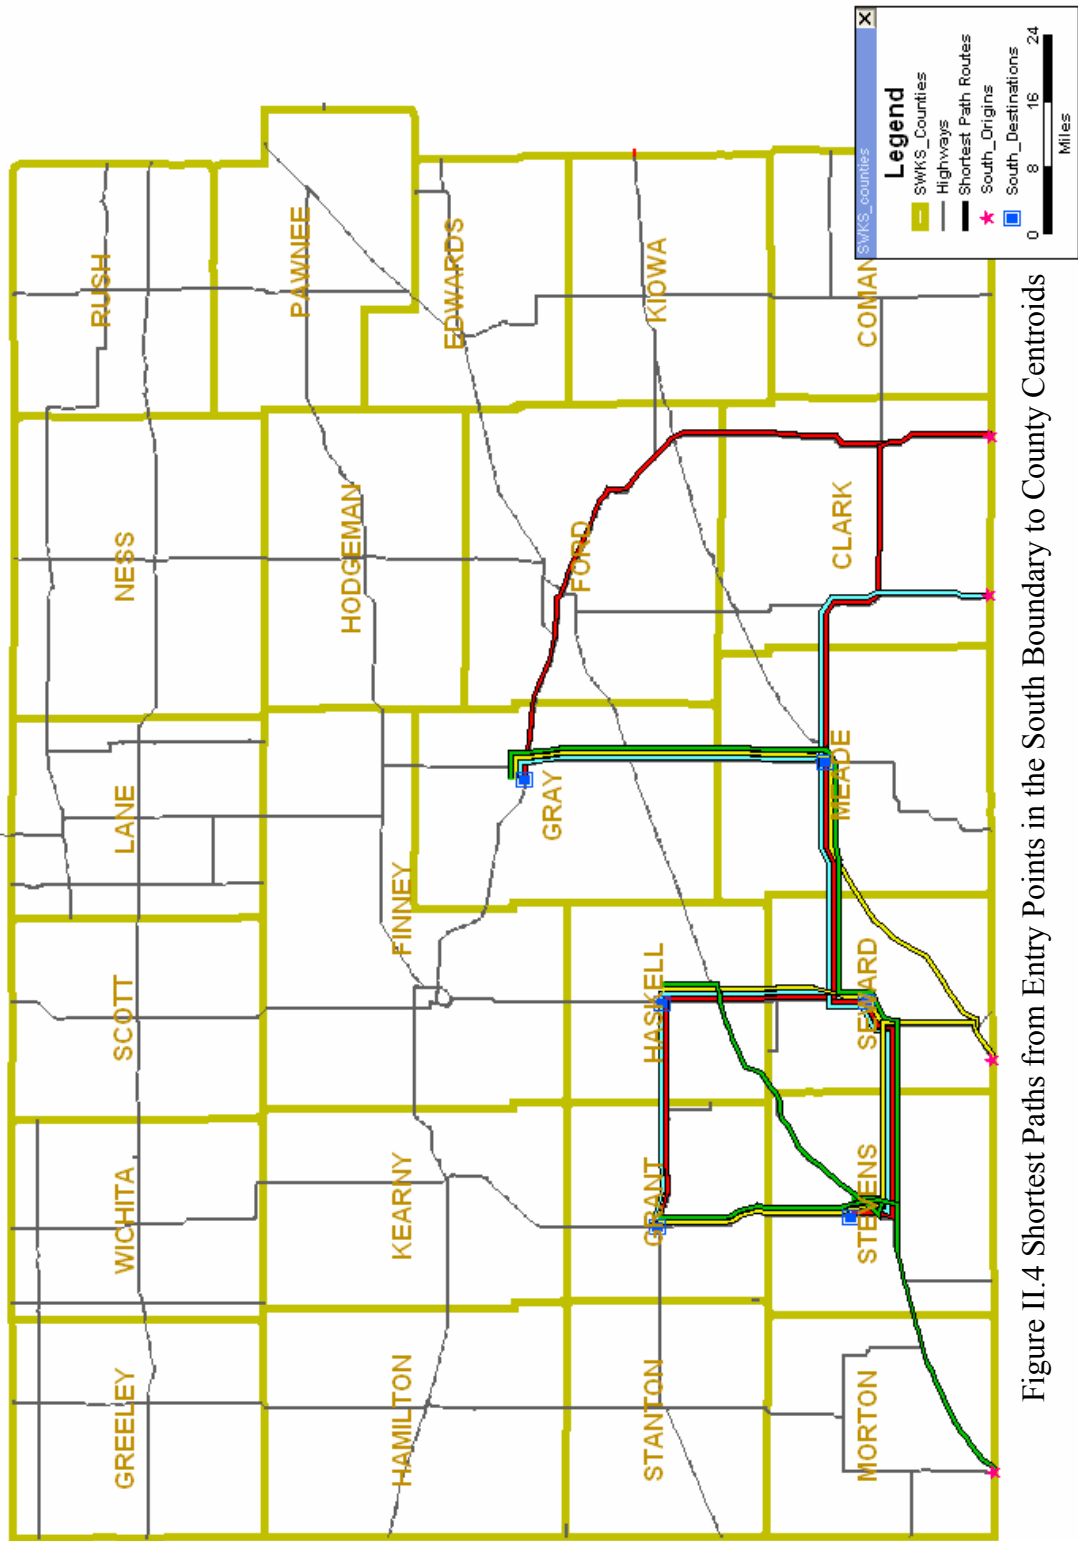 GREELEY
WICHITA
SCOTT
LANE
NESS
RUSH
HAMILTON
KEARNY
FINNEY
HODGEMAN
PAWNEE
EDWARDS
STANTON
GRANT
HASKELL
GRAY
FORD
KIOWA
MORTON
STEVENS
SEWARD
MEADE
CLARK
COMAN
SWKS_counties
Legend
SWKS_Counties
Highways
Shortest Path Routes
South_Origins
South_Destinations
0 8 16 24
Miles
Figure II.4 Shortest Paths from Entry Points in the South Boundary to County Centroids